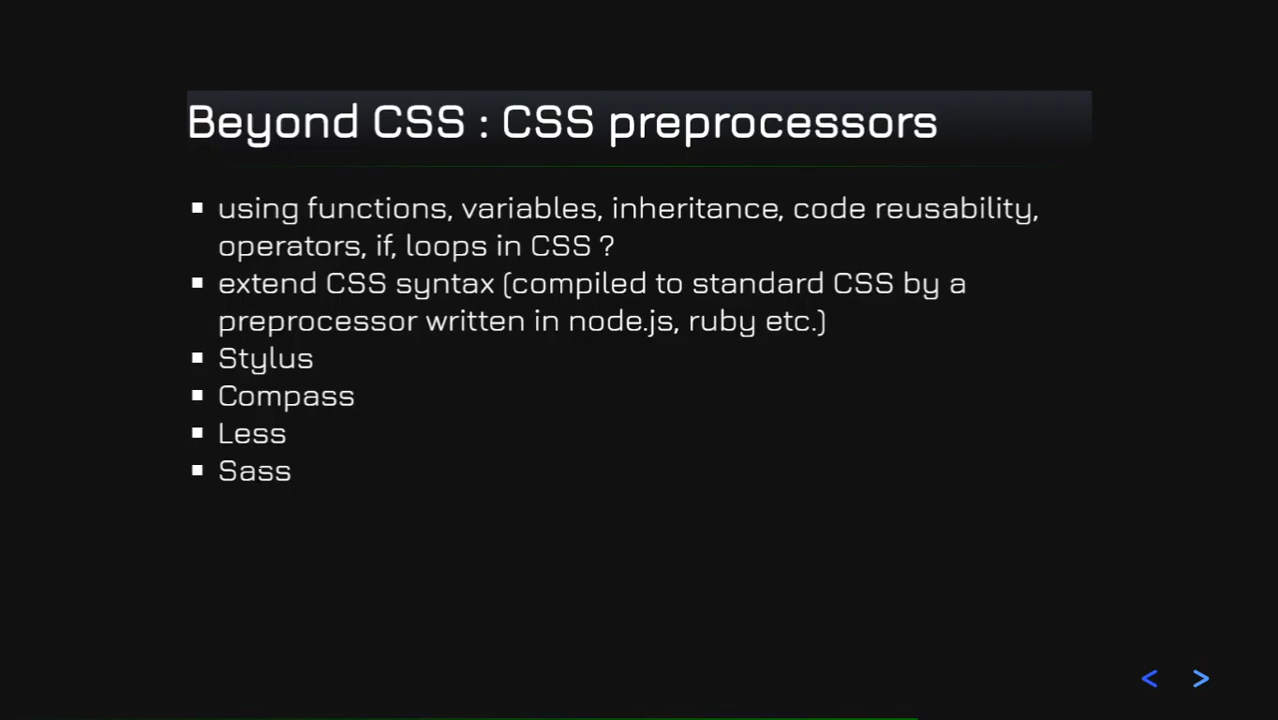 Beyond CSS : CSS preprocessors
▪ using functions, variables, inheritance, code reusability,
operators, if, loops in CSS ?
▪ extend CSS syntax (compiled to standard CSS by a
preprocessor written in node.js, ruby etc.)
▪ Stylus
▪ Compass
▪ Less
▪ Sass
< >